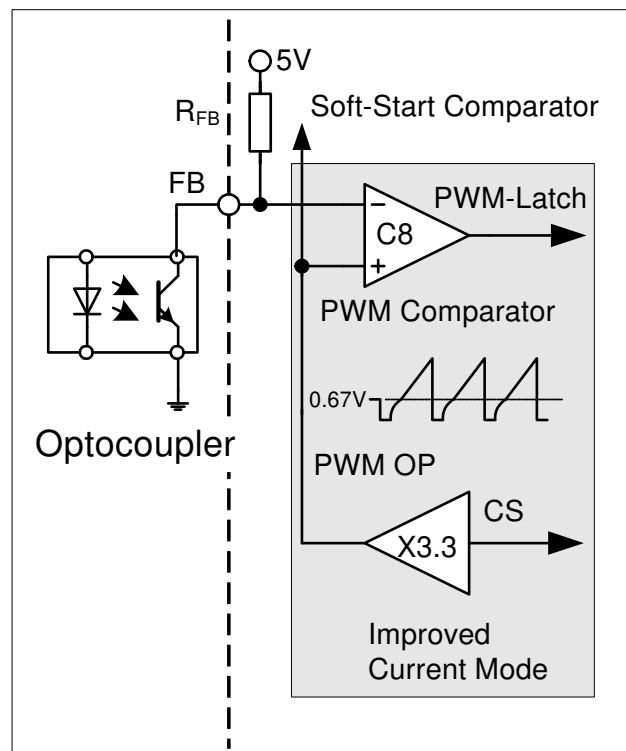 5V
RFB
Soft-Start Comparator
FB
PWM-Latch
−
C8
+
PWM Comparator
0.67V
Optocoupler
PWM OP
CS
X3.3
Improved
Current Mode